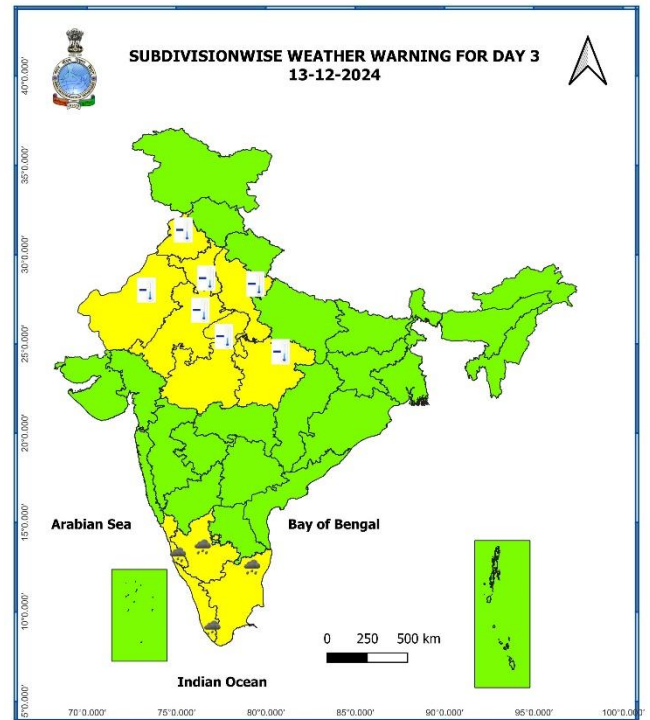 SUBDIVISIONWISE WEATHER WARNING FOR DAY 3
13-12-2024
40°0.000'
35°0.000'
30°0.000'
25°0.000'
20°0.000'
15°0.000'
10°0.000'
5°0.000'
Arabian Sea
Bay of Bengal
0 250 500 km
Indian Ocean
70°0.000' 75°0.000' 80°0.000' 85°0.000' 90°0.000' 95°0.000' 100°0.000'